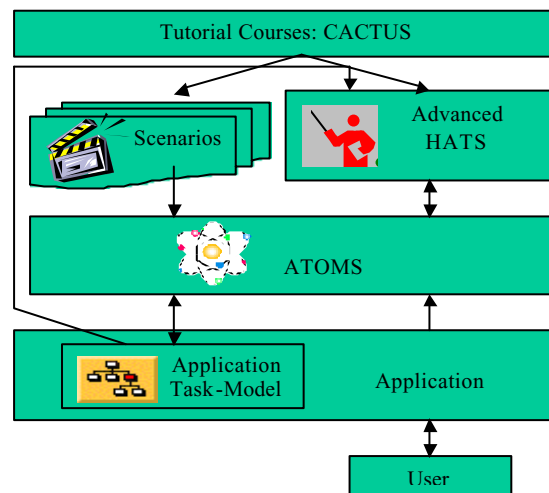 Tutorial Courses: CACTUS
Scenarios
Advanced
HATS
ATOMS
Application
Task-Model
Application
User